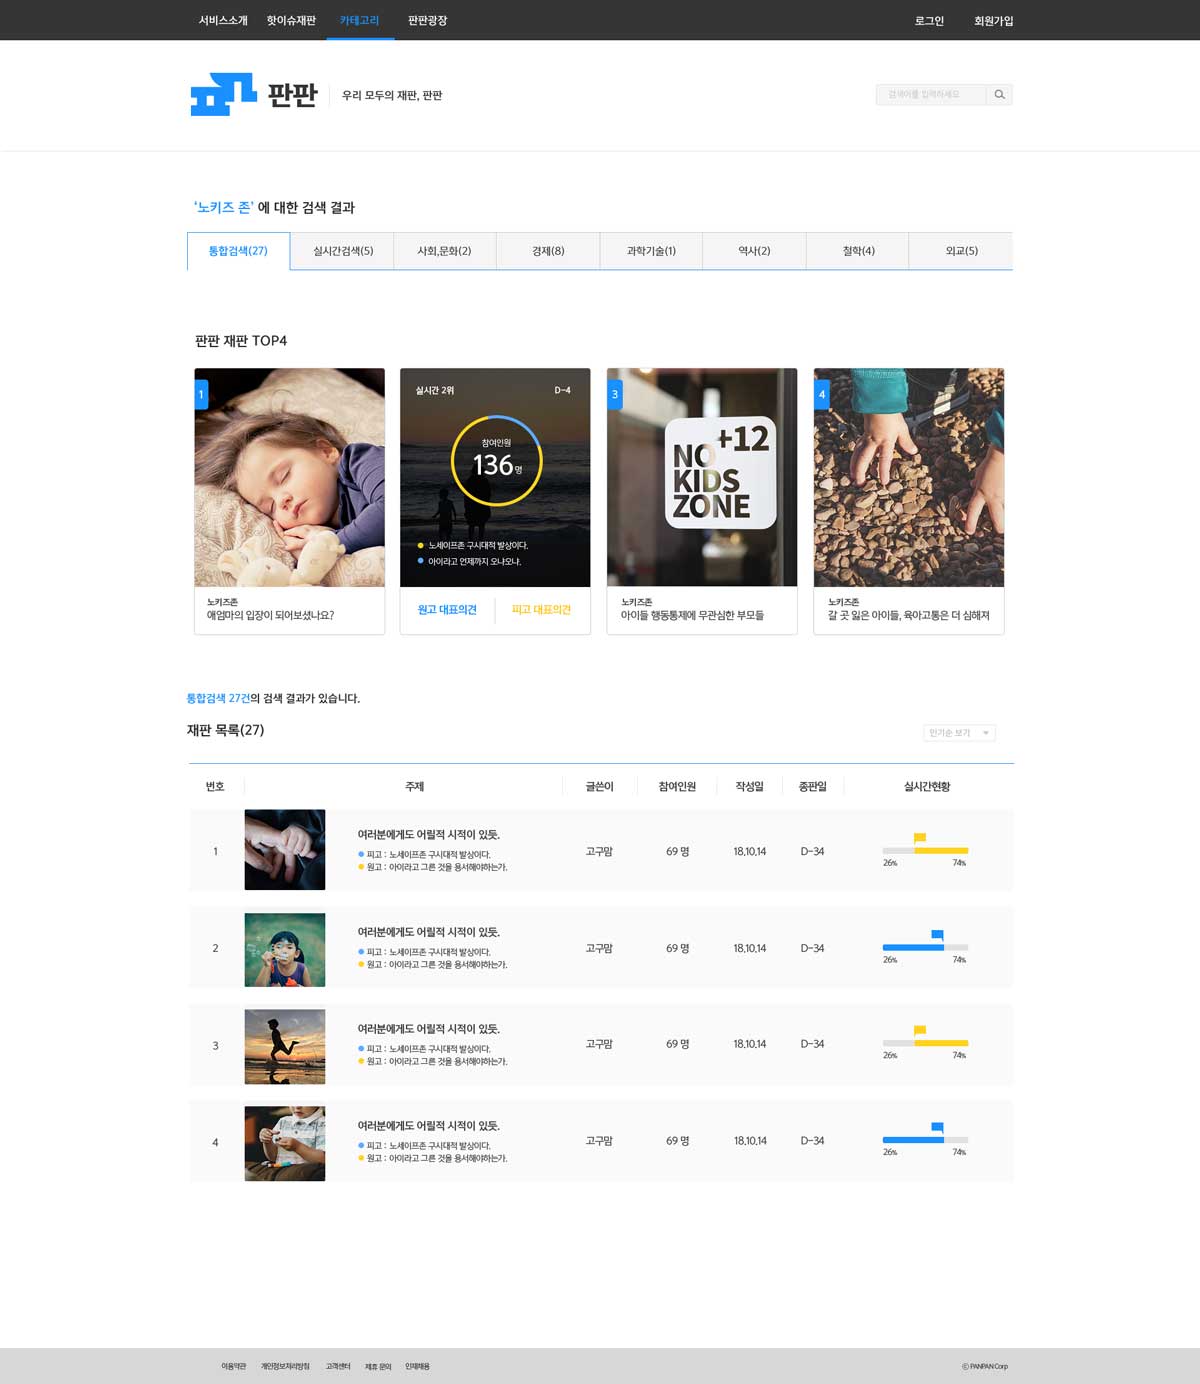 서비스소개 핫이슈재판 카테고리 판판광장 로그인 회원가입
판판 우리 모두의 재판, 판판
검색어를 입력하세요
‘노키즈 존’ 에 대한 검색 결과
통합검색(27) 실시간검색(5) 사회,문화(2) 경제(8) 과학기술(1) 역사(2) 철학(4) 외교(5)
판판 재판 TOP4
1
노키즈존
애엄마의 입장이 되어보셨나요?
실시간 2위 D-4
참여인원
136명
노세이프존 구시대적 발상이다.
아이라고 언제까지 오냐오냐.
원고 대표의견 피고 대표의견
3
+12
NO
KIDS
ZONE
노키즈존
아이들 행동통제에 무관심한 부모들
4
노키즈존
갈 곳 잃은 아이들, 육아고통은 더 심해져
통합검색 27건의 검색 결과가 있습니다.
재판 목록(27)
인기순 보기
번호 주제 글쓴이 참여인원 작성일 종판일 실시간현황
1 여러분에게도 어릴적 시적이 있듯. 고구맘 69 명 18.10.14 D-34
피고 : 노세이프존 구시대적 발상이다.
원고 : 아이라고 그른 것을 용서해야하는가.
26% 74%
2 여러분에게도 어릴적 시적이 있듯. 고구맘 69 명 18.10.14 D-34
피고 : 노세이프존 구시대적 발상이다.
원고 : 아이라고 그른 것을 용서해야하는가.
26% 74%
3 여러분에게도 어릴적 시적이 있듯. 고구맘 69 명 18.10.14 D-34
피고 : 노세이프존 구시대적 발상이다.
원고 : 아이라고 그른 것을 용서해야하는가.
26% 74%
4 여러분에게도 어릴적 시적이 있듯. 고구맘 69 명 18.10.14 D-34
피고 : 노세이프존 구시대적 발상이다.
원고 : 아이라고 그른 것을 용서해야하는가.
26% 74%
이용약관 개인정보처리방침 고객센터 제휴 문의 인재채용 ⓒ PANPAN Corp